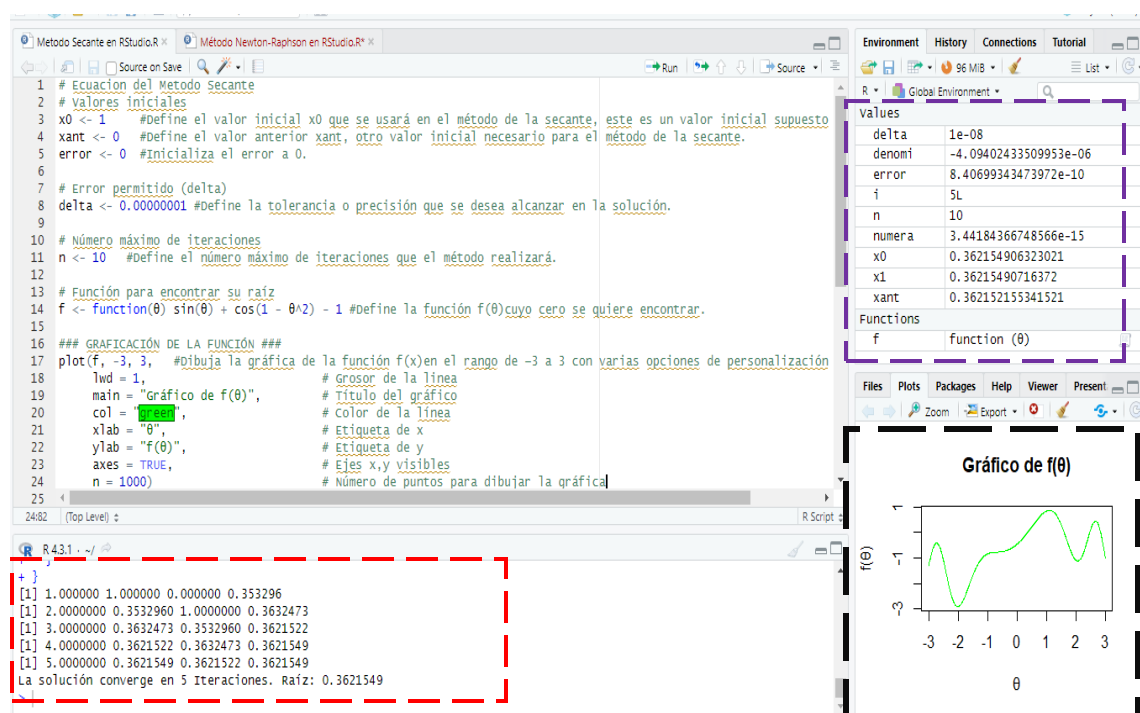 Metodo Secante en RStudio.R × Método Newton-Raphson en RStudio.R* ×
Source on Save Run Source
1 # Ecuacion del Metodo Secante
2 # Valores iniciales
3 x0 <- 1 #Define el valor inicial x0 que se usará en el método de la secante, este es un valor inicial supuesto
4 xant <- 0 #Define el valor anterior xant, otro valor inicial necesario para el método de la secante.
5 error <- 0 #Inicializa el error a 0.
6
7 # Error permitido (delta)
8 delta <- 0.00000001 #Define la tolerancia o precisión que se desea alcanzar en la solución.
9
10 # Número máximo de iteraciones
11 n <- 10 #Define el número máximo de iteraciones que el método realizará.
12
13 # Función para encontrar su raíz
14 f <- function(θ) sin(θ) + cos(1 - θ^2) - 1 #Define la función f(θ)cuyo cero se quiere encontrar.
15
16 ### GRAFICACIÓN DE LA FUNCIÓN ###
17 plot(f, -3, 3, #Dibuja la gráfica de la función f(x)en el rango de -3 a 3 con varias opciones de personalización
18 lwd = 1, # Grosor de la linea
19 main = "Gráfico de f(θ)", # Título del gráfico
20 col = "green", # Color de la línea
21 xlab = "θ", # Etiqueta de x
22 ylab = "f(θ)", # Etiqueta de y
23 axes = TRUE, # Ejes x,y visibles
24 n = 1000) # Número de puntos para dibujar la gráfica
25
24:82 (Top Level) R Script
R 4.3.1 · ~/
+ }
+ }
[1] 1.000000 1.000000 0.000000 0.353296
[1] 2.0000000 0.3532960 1.0000000 0.3632473
[1] 3.0000000 0.3632473 0.3532960 0.3621522
[1] 4.0000000 0.3621522 0.3632473 0.3621549
[1] 5.0000000 0.3621549 0.3621522 0.3621549
La solución converge en 5 Iteraciones. Raíz: 0.3621549
>
Environment History Connections Tutorial
96 MiB List
R Global Environment
Values
delta 1e-08
denomi -4.09402433509953e-06
error 8.40699343473972e-10
i 5L
n 10
numera 3.44184366748566e-15
x0 0.362154906323021
x1 0.36215490716372
xant 0.362152155341521
Functions
f function (θ)
Files Plots Packages Help Viewer Present
Zoom Export
Gráfico de f(θ)
f(θ)
1
-1
-3
-3 -2 -1 0 1 2 3
θ